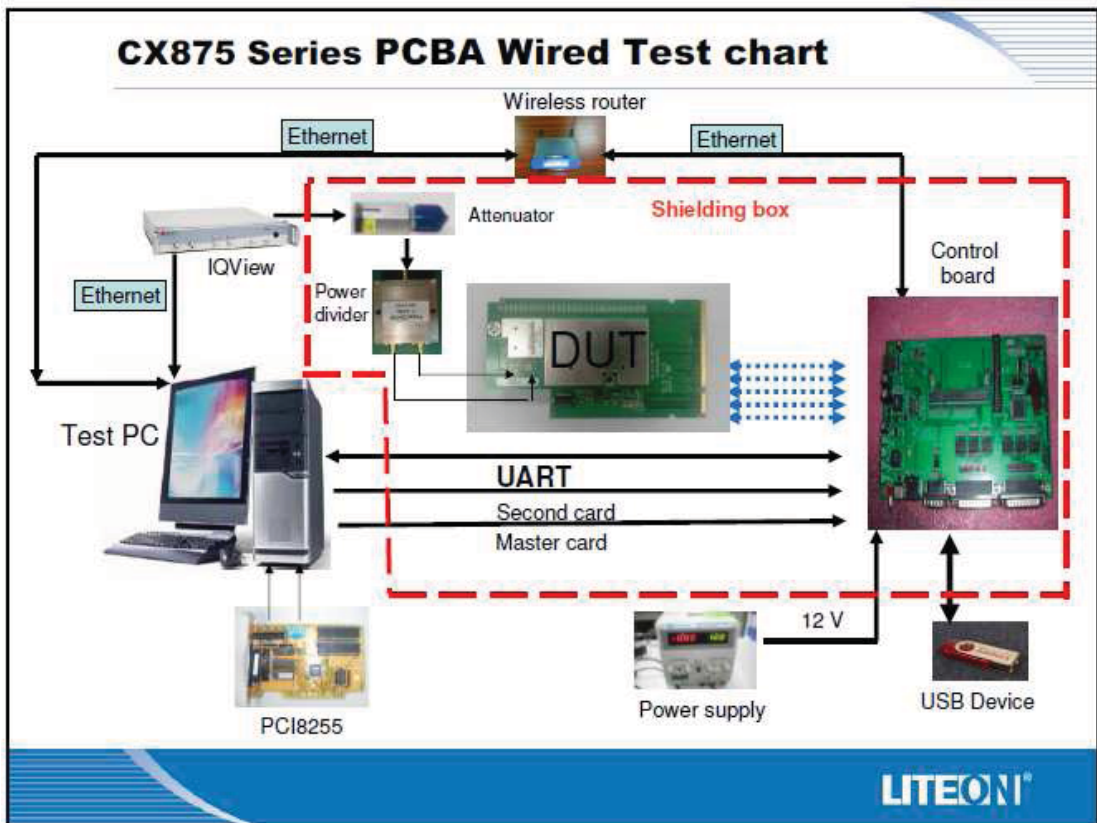 CX875 Series PCBA Wired Test chart
Wireless router
Ethernet
Ethernet
Shielding box
Attenuator
IQView
Control
board
Ethernet
Power
divider
DUT
Test PC
UART
Second card
Master card
12 V
PCI8255
Power supply
USB Device
LITEON®